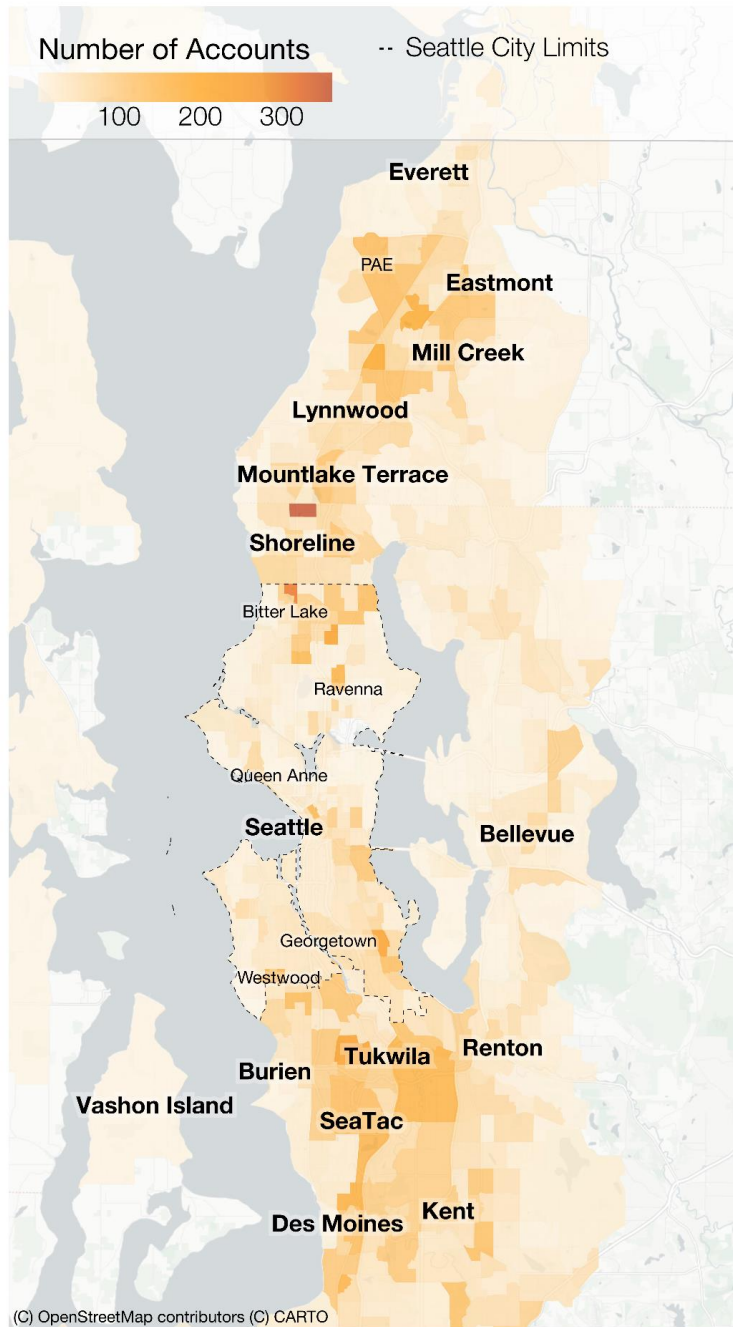 Number of Accounts
-- Seattle City Limits
100 200 300
Everett
PAE
Eastmont
Mill Creek
Lynnwood
Mountlake Terrace
Shoreline
Bitter Lake
Ravenna
Queen Anne
Seattle
Bellevue
Georgetown
Westwood
Renton
Tukwila
Burien
Vashon Island
SeaTac
Kent
Des Moines
(C) OpenStreetMap contributors (C) CARTO